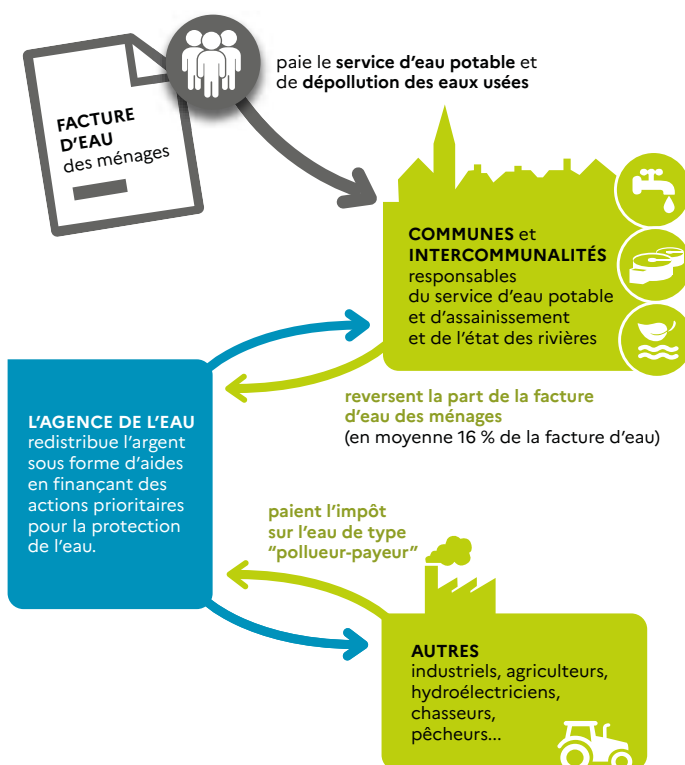 paie le service d'eau potable et
de dépollution des eaux usées
FACTURE
D'EAU
des ménages
COMMUNES et
INTERCOMMUNALITÉS
responsables
du service d'eau potable
et d'assainissement
et de l'état des rivières
reversent la part de la facture
d'eau des ménages
(en moyenne 16 % de la facture d'eau)
L'AGENCE DE L'EAU
redistribue l'argent
sous forme d'aides
en finançant des
actions prioritaires
pour la protection
de l'eau.
paient l'impôt
sur l'eau de type
"pollueur-payeur"
AUTRES
industriels, agriculteurs,
hydroélectriciens,
chasseurs,
pêcheurs...